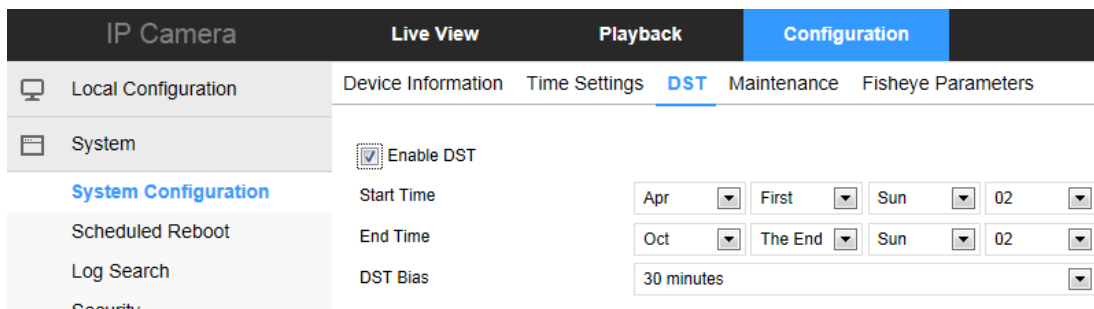 IP Camera Live View Playback Configuration
Local Configuration Device Information Time Settings DST Maintenance Fisheye Parameters
System
Enable DST
System Configuration Start Time Apr First Sun 02
Scheduled Reboot End Time Oct The End Sun 02
Log Search DST Bias 30 minutes
Security